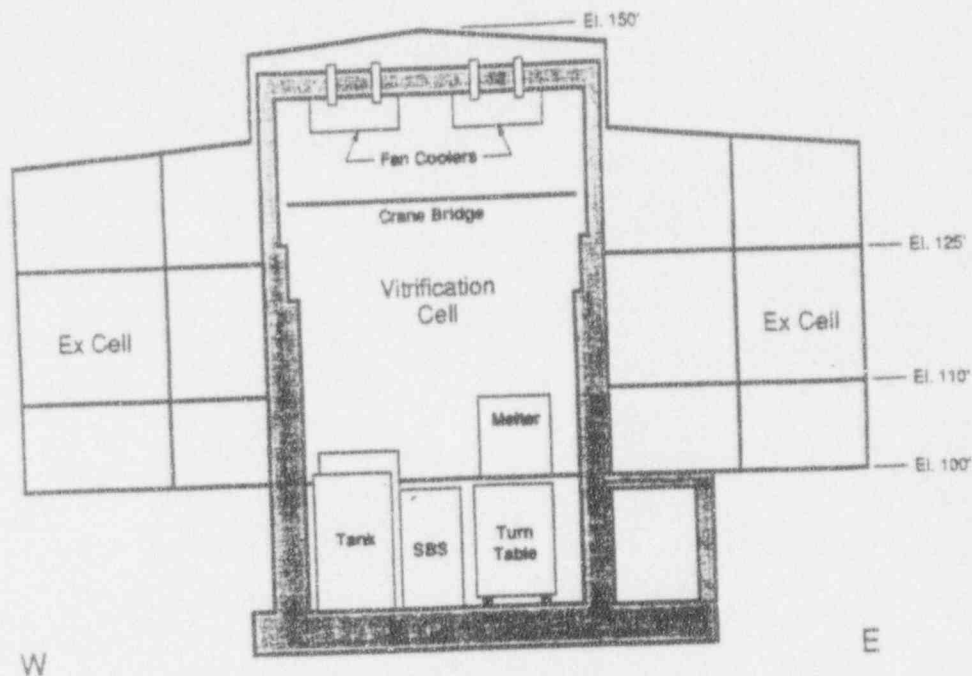 El. 150'
Fan Coolers
Crane Bridge
El. 125'
Vitrification
Cell
Ex Cell
Ex Cell
El. 110'
Melter
El. 100'
Tank
SBS
Turn
Table
W
E